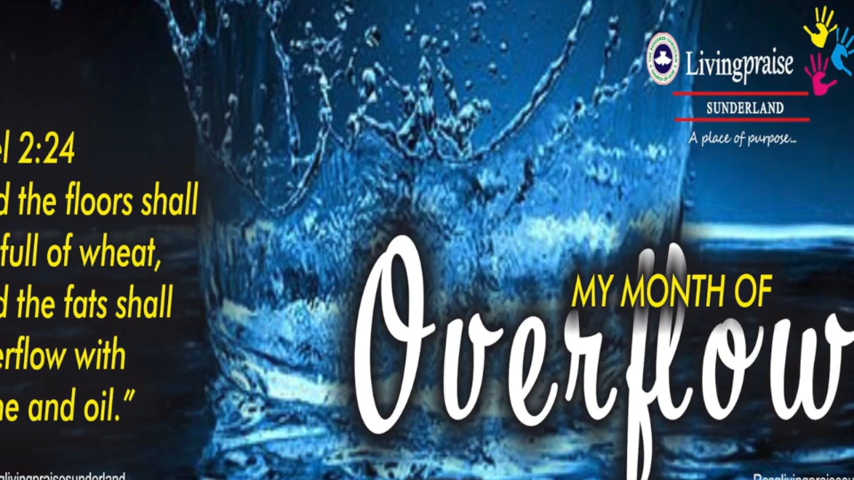 el 2:24
d the floors shall
full of wheat,
d the fats shall
erflow with
ne and oil.”
Livingpraise
SUNDERLAND
A place of purpose...
MY MONTH OF
Overflow